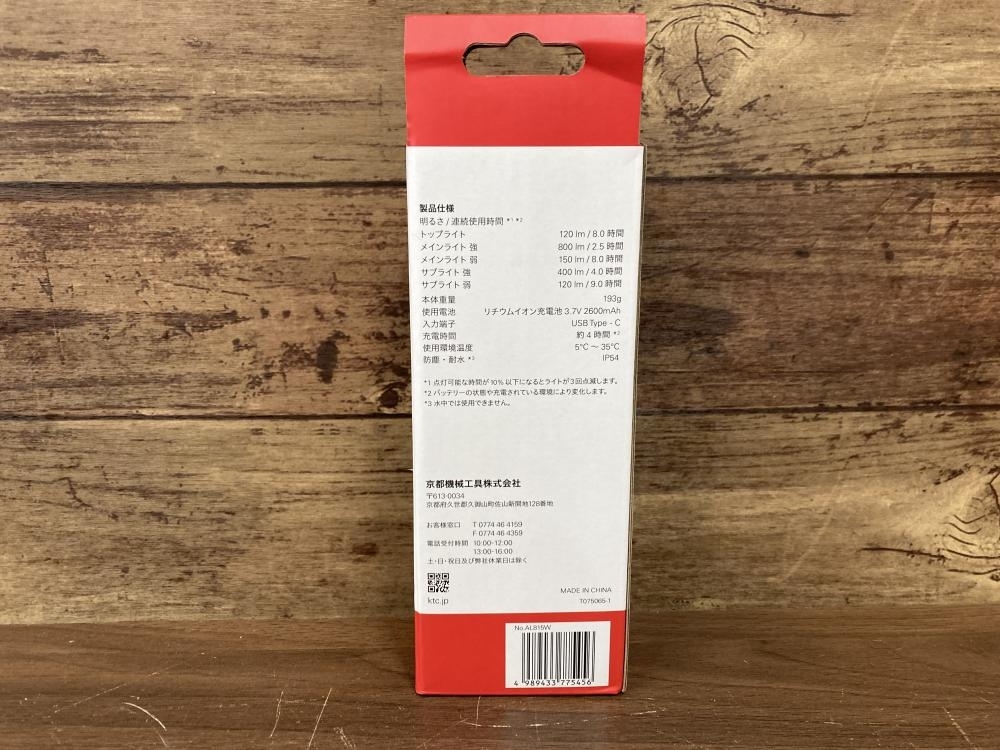 製品仕様
明るさ / 連続使用時間 *1 *2
トップライト 120 lm / 8.0 時間
メインライト 強 800 lm / 2.5 時間
メインライト 弱 150 lm / 8.0 時間
サブライト 強 400 lm / 4.0 時間
サブライト 弱 120 lm / 9.0 時間
本体重量 193g
使用電池 リチウムイオン充電池 3.7V 2600mAh
入力端子 USB Type - C
充電時間 約 4 時間 *2
使用環境温度 5℃ ～ 35℃
防塵・耐水 *3 IP54
*1 点灯可能な時間が10% 以下になるとライトが3回点滅します。
*2 バッテリーの状態や充電されている環境により変化します。
*3 水中では使用できません。
京都機械工具株式会社
〒613-0034
京都府久世郡久御山町佐山新開地128番地
お客様窓口 T 0774 46 4159
F 0774 46 4359
電話受付時間 10:00-12:00
13:00-16:00
土・日・祝日及び弊社休業日は除く
ktc.jp
MADE IN CHINA
T075065-1
No.AL815W
4 989433 775456